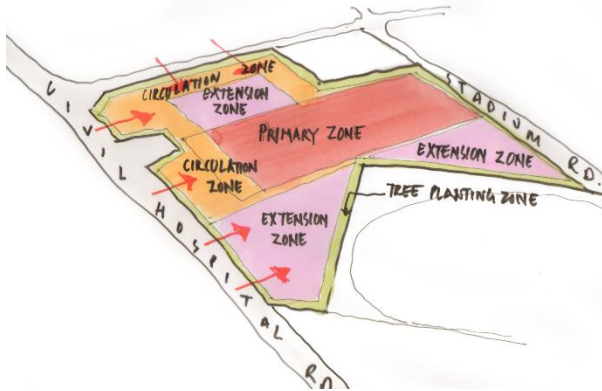 CIRCULATION ZONE
EXTENSION
ZONE
PRIMARY ZONE
CIRCULATION
ZONE
EXTENSION ZONE
TREE PLANTING ZONE
EXTENSION
ZONE
CIVIL HOSPITAL RD.
STADIUM RD.